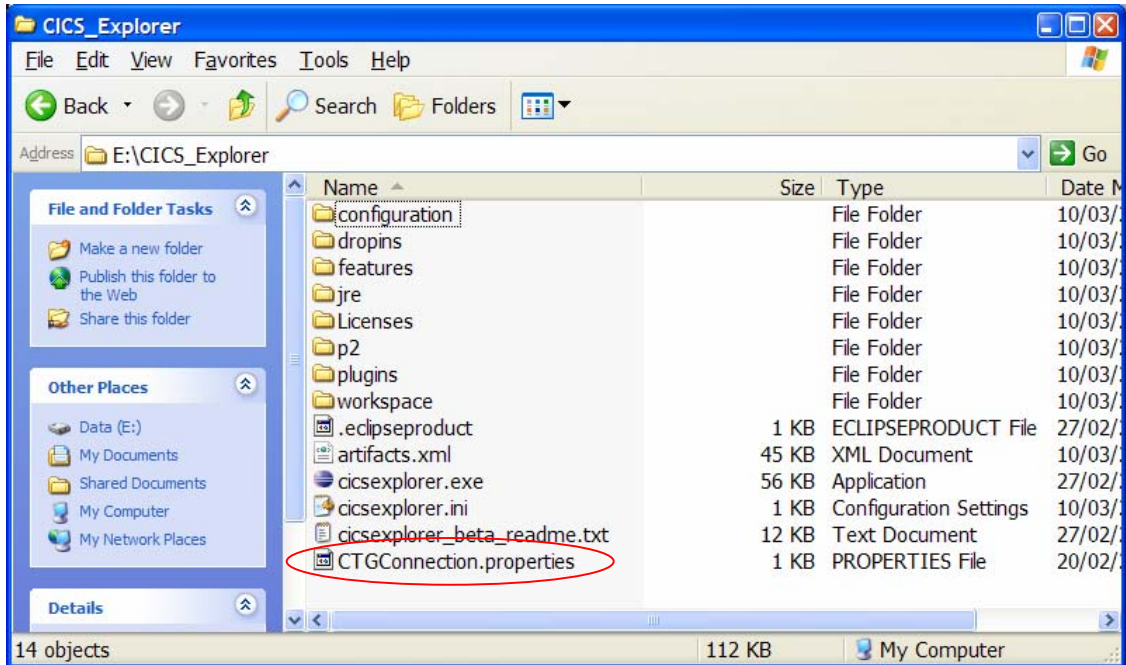 CICS_Explorer
File Edit View Favorites Tools Help
Back Search Folders
Address E:\CICS_Explorer Go
File and Folder Tasks
Make a new folder
Publish this folder to
the Web
Share this folder
Other Places
Data (E:)
My Documents
Shared Documents
My Computer
My Network Places
Details
Name Size Type Date M
configuration File Folder 10/03/
dropins File Folder 10/03/
features File Folder 10/03/
jre File Folder 10/03/
Licenses File Folder 10/03/
p2 File Folder 10/03/
plugins File Folder 10/03/
workspace File Folder 10/03/
.eclipseproduct 1 KB ECLIPSEPRODUCT File 27/02/
artifacts.xml 45 KB XML Document 10/03/
cicsexplorer.exe 56 KB Application 27/02/
cicsexplorer.ini 1 KB Configuration Settings 10/03/
cicsexplorer_beta_readme.txt 12 KB Text Document 27/02/
CTGConnection.properties 1 KB PROPERTIES File 20/02/
14 objects 112 KB My Computer